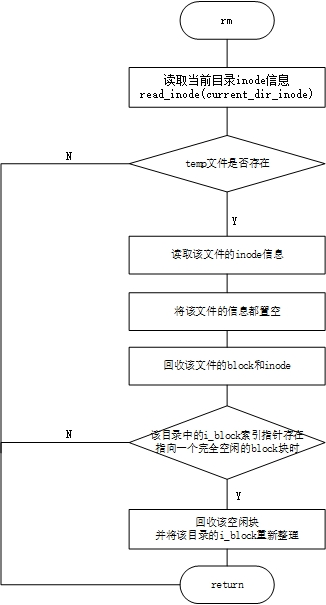 rm
读取当前目录inode信息
read_inode(current_dir_inode)
N
temp文件是否存在
Y
读取该文件的inode信息
将该文件的信息都置空
回收该文件的block和inode
N
该目录中的i_block索引指针存在
指向一个完全空闲的block块时
Y
回收该空闲块
并将该目录的i_block重新整理
return